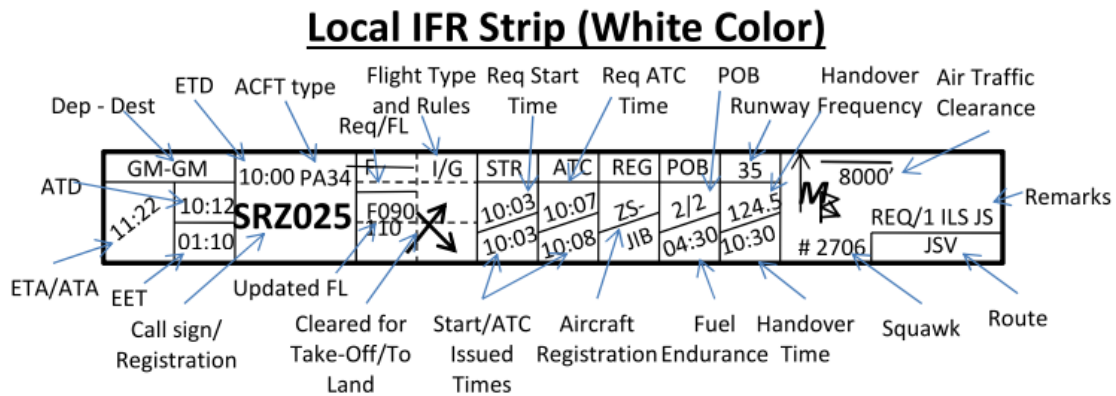 Local IFR Strip (White Color)
Dep - Dest
ETD
ACFT type
Flight Type and Rules
Req/FL
Req Start Time
Req ATC Time
POB
Runway
Handover Frequency
Air Traffic Clearance
GM-GM
10:00 PA34
F
I/G
STR
ATC
REG
POB
35
8000'
ATD
11:22
10:12
SRZ025
F090
110
10:03
10:07
ZS-
2/2
124.5
REQ/1 ILS JS
Remarks
01:10
10:03
10:08
JIB
04:30
10:30
# 2706
JSV
ETA/ATA
EET
Call sign/ Registration
Updated FL
Cleared for Take-Off/To Land
Start/ATC Issued Times
Aircraft Registration
Fuel Endurance
Handover Time
Squawk
Route